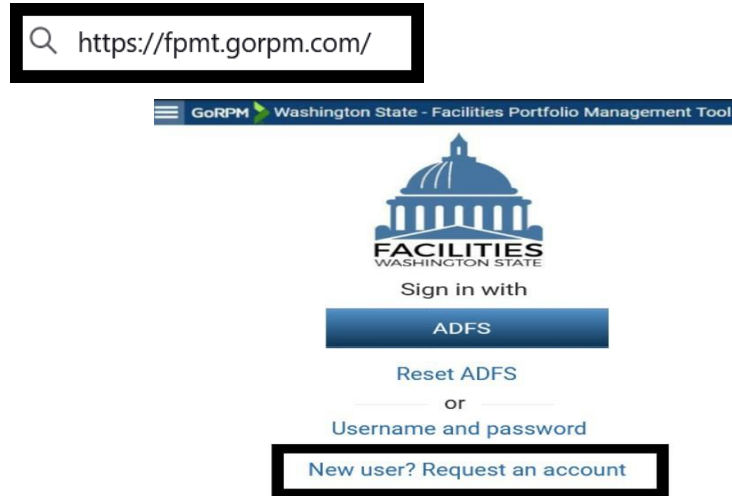 https://fpmt.gorpm.com/
GoRPM Washington State - Facilities Portfolio Management Tool
FACILITIES
WASHINGTON STATE
Sign in with
ADFS
Reset ADFS
or
Username and password
New user? Request an account